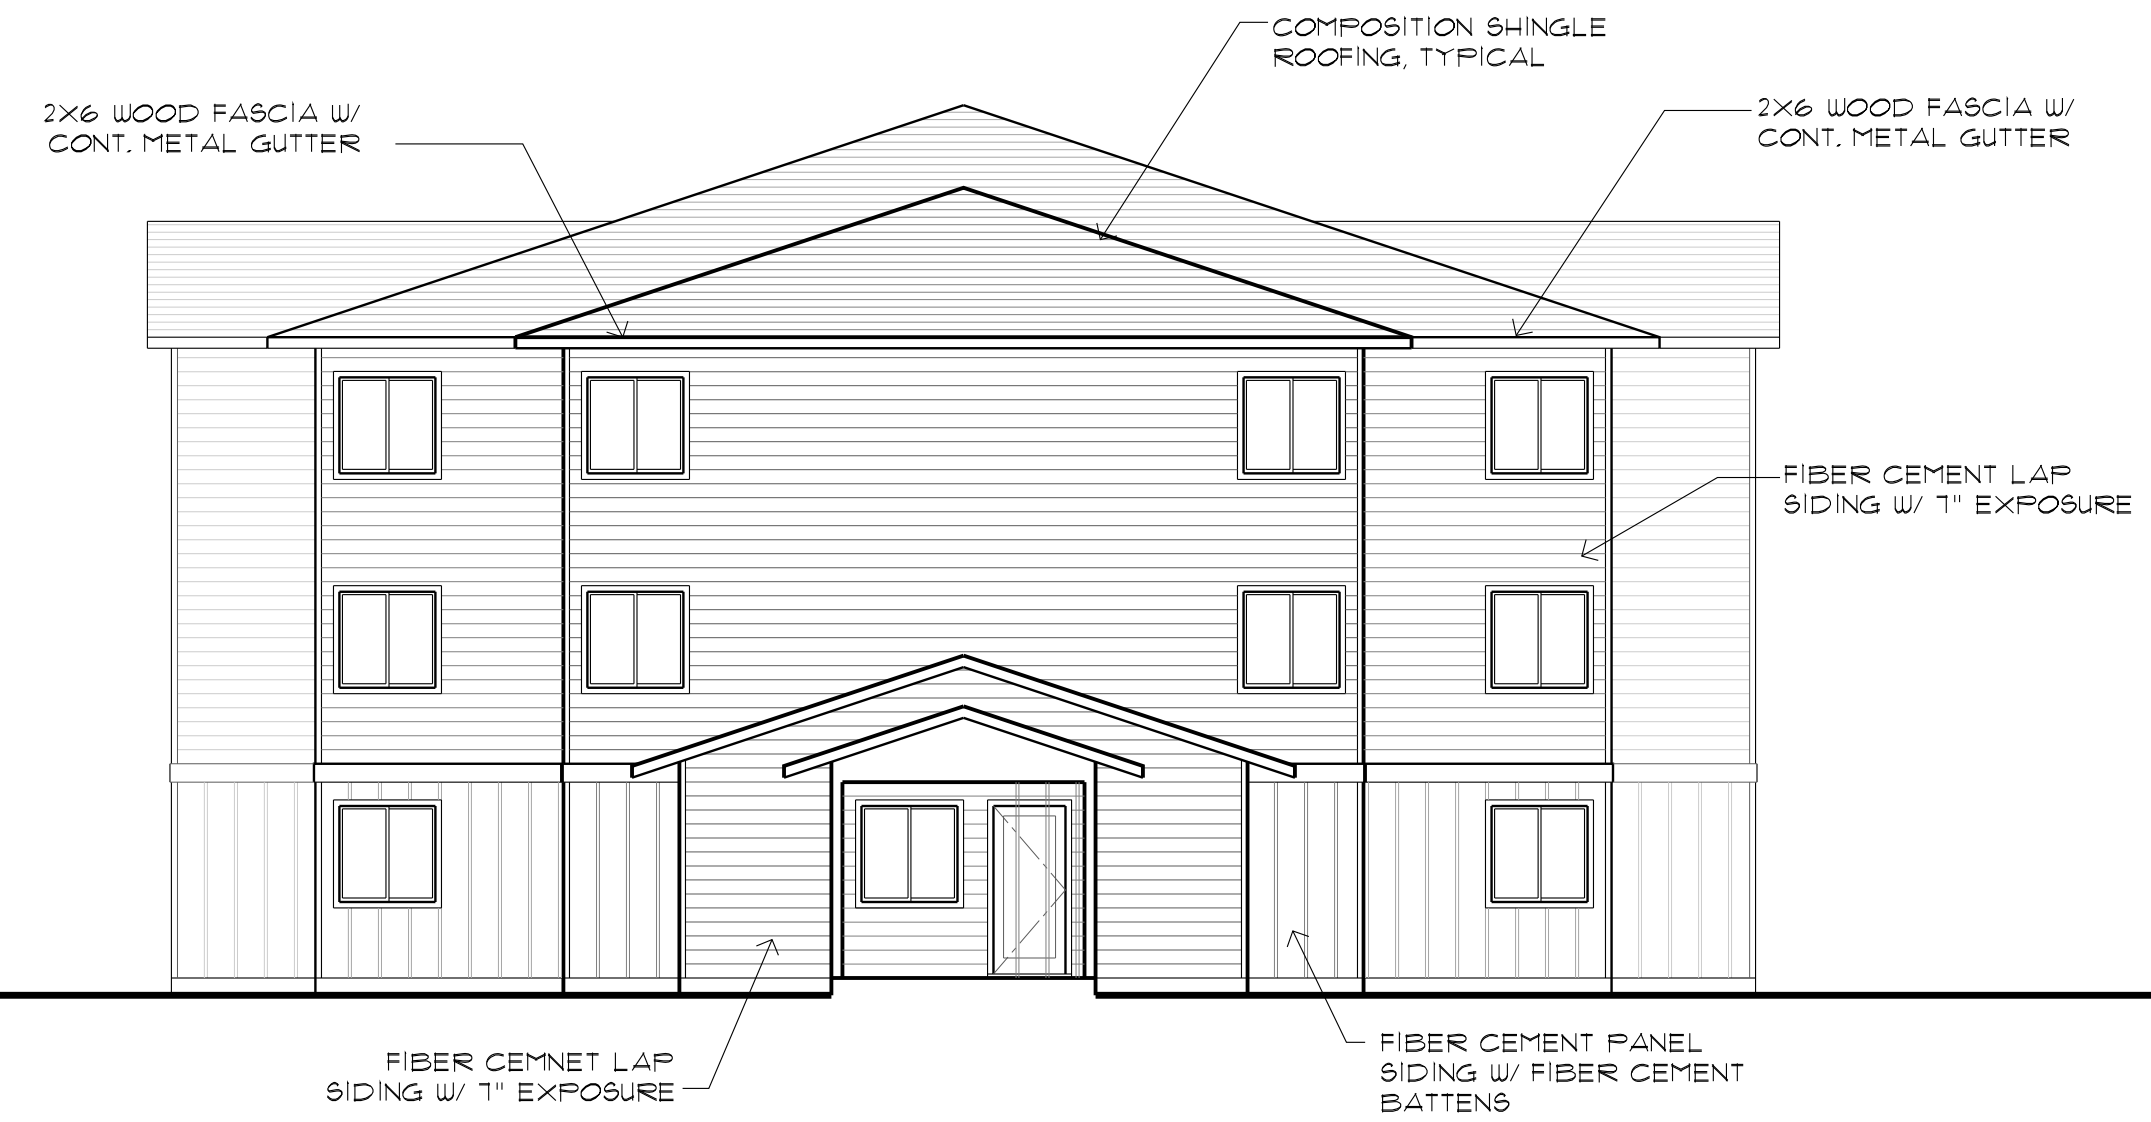 COMPOSITION SHINGLE
ROOFING, TYPICAL
2X6 WOOD FASCIA W/
CONT. METAL GUTTER
2X6 WOOD FASCIA W/
CONT. METAL GUTTER
FIBER CEMENT LAP
SIDING W/ 7" EXPOSURE
FIBER CEMNET LAP
SIDING W/ 7" EXPOSURE
FIBER CEMENT PANEL
SIDING W/ FIBER CEMENT
BATTENS